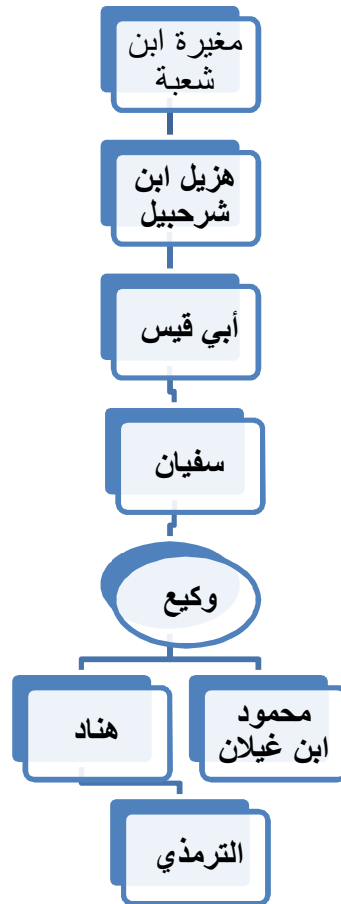 مغيرة ابن
شعبة
هزيل ابن
شرحبيل
أبي قيس
سفيان
وكيع
محمود
ابن غيلان
هناد
الترمذي